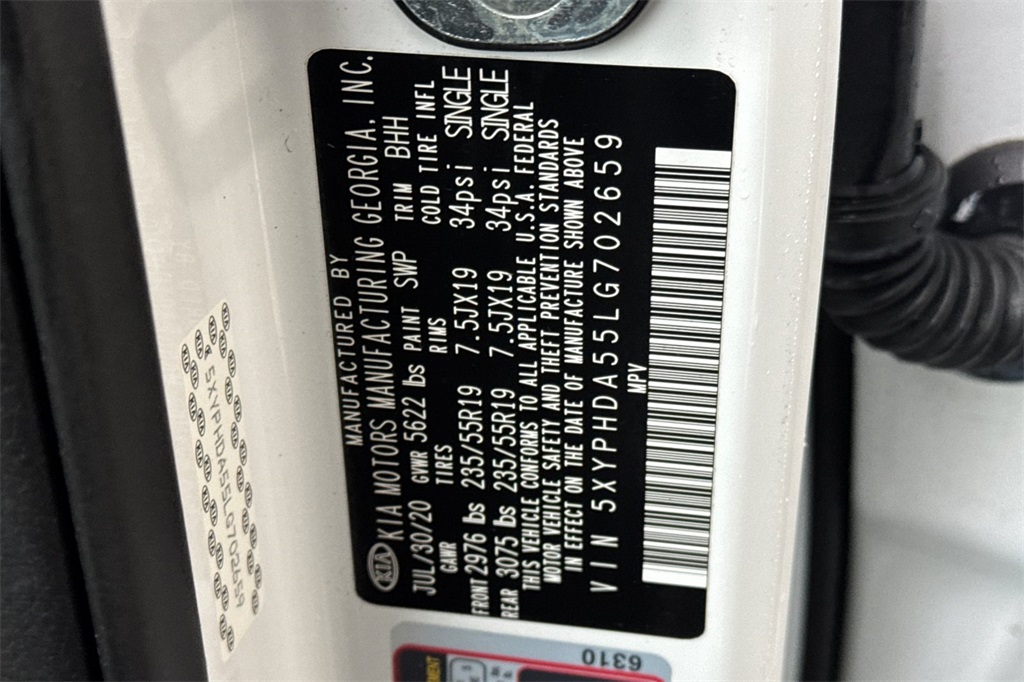 KIA
MANUFACTURED BY
KIA MOTORS MANUFACTURING GEORGIA, INC.
JUL/30/20 GVWR 5622 lbs PAINT SWP TRIM BHH
GAWR TIRES RIMS COLD TIRE INFL
FRONT 2976 lbs 235/55R19 7.5JX19 34psi SINGLE
REAR 3075 lbs 235/55R19 7.5JX19 34psi SINGLE
THIS VEHICLE CONFORMS TO ALL APPLICABLE U.S.A. FEDERAL
MOTOR VEHICLE SAFETY AND THEFT PREVENTION STANDARDS
IN EFFECT ON THE DATE OF MANUFACTURE SHOWN ABOVE
VIN 5XYPHDA55LG702659
MPV
5XYPHDA55LG702659
6310